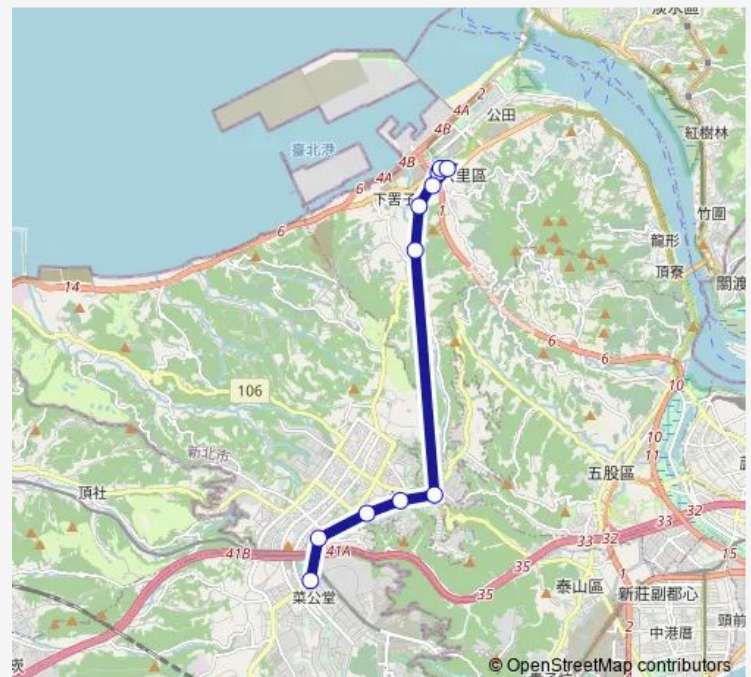 淡水區
2
4A
公田
4B
紅樹林
臺北港
4B
4A
里區
6
下罟子
1
竹圍
6
龍形
頂寮
關渡
14
6
6
106
10
新北市
10
11
五股區
頂社
32
33
32
33
41B
41A
15
35
35
泰山區
1
菜公堂
新莊副都心
頭前
2
中港厝
© OpenStreetMap contributors